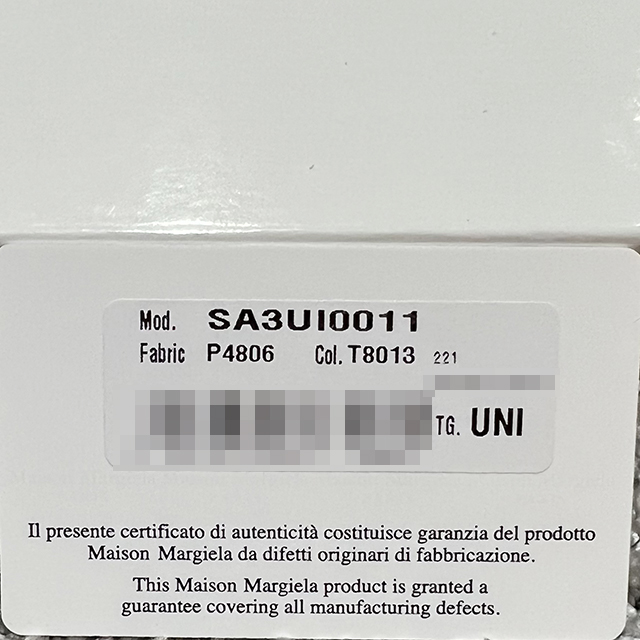 Mod. SA3UI0011
Fabric P4806 Col. T8013 221
TG. UNI
Il presente certificato di autenticità costituisce garanzia del prodotto
Maison Margiela da difetti originari di fabbricazione.
This Maison Margiela product is granted a
guarantee covering all manufacturing defects.